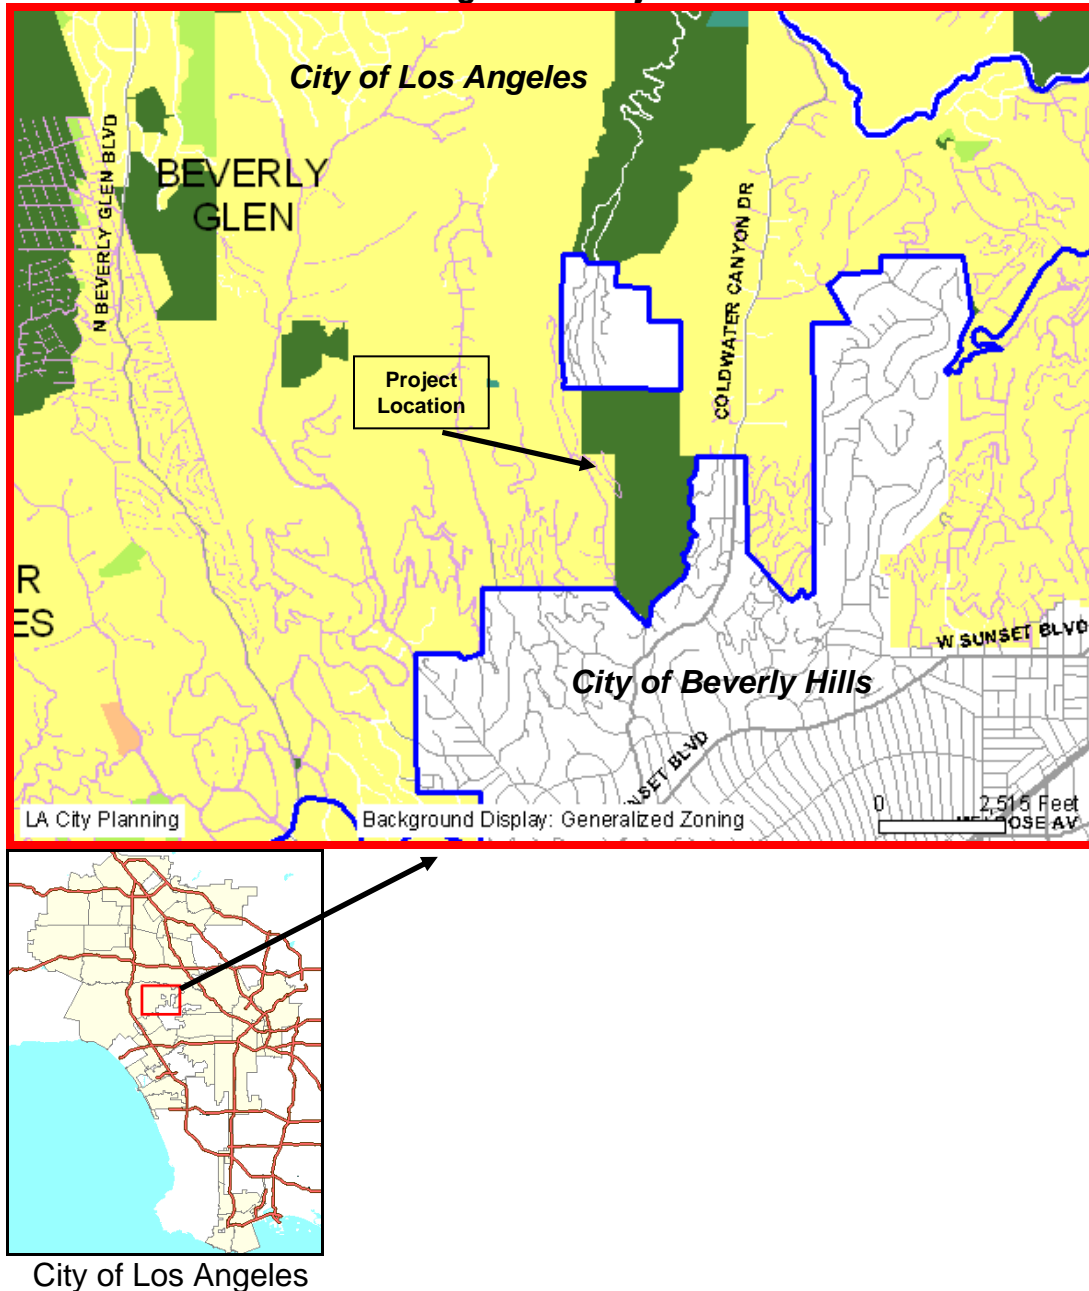 City of Los Angeles
BEVERLY
GLEN
N BEVERLY GLEN BLVD
COLDWATER CANYON DR
Project
Location
R
ES
W SUNSET BLVD
City of Beverly Hills
NSET BLVD
0 2,515 Feet
LA City Planning
Background Display: Generalized Zoning
OSE AV
City of Los Angeles